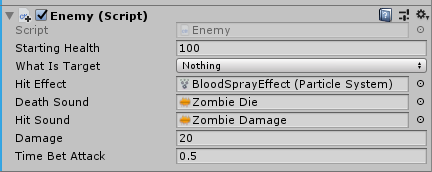 Enemy (Script)
Script Enemy
Starting Health 100
What Is Target Nothing
Hit Effect BloodSprayEffect (Particle System)
Death Sound Zombie Die
Hit Sound Zombie Damage
Damage 20
Time Bet Attack 0.5